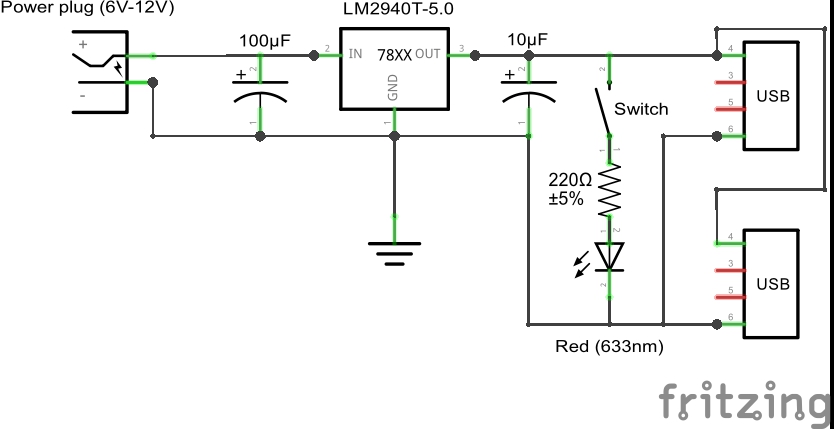 Power plug (6V-12V)
LM2940T-5.0
+
-
100µF
+
2
1
2
IN
78XX
OUT
3
GND
1
10µF
+
2
1
2
Switch
1
1
220Ω
±5%
2
1
2
Red (633nm)
4
3
5
6
USB
4
3
5
6
USB
fritzing